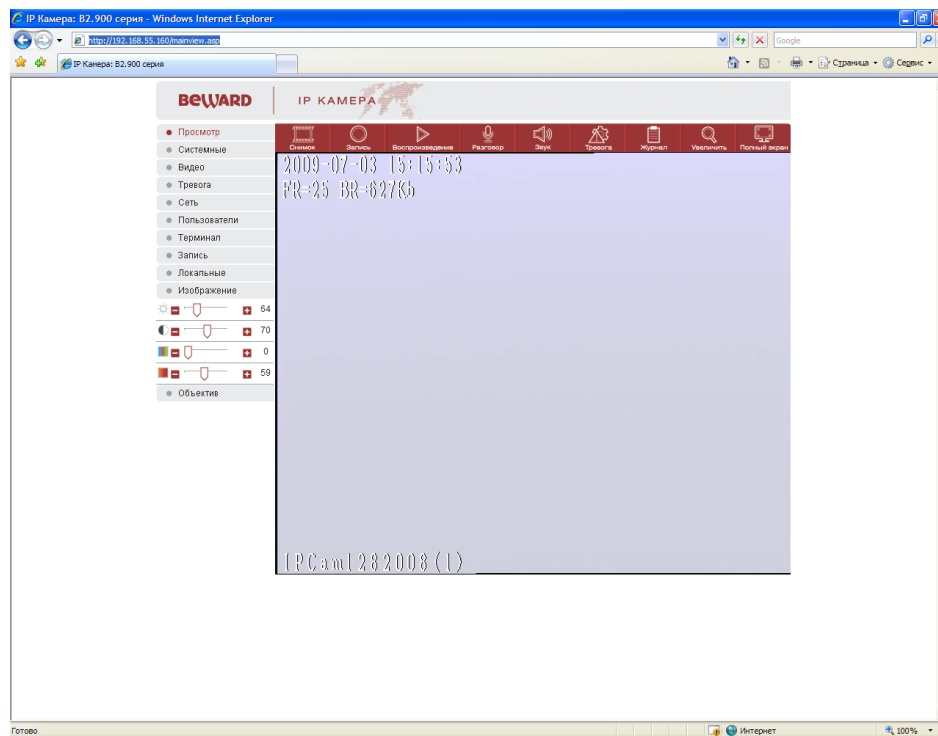 IP Камера: B2.900 серия - Windows Internet Explorer
http://192.168.55.160/mainview.asp
Google
IP Камера: B2.900 серия
Страница
Сервис
BEWARD IP КАМЕРА
Просмотр
Системные
Видео
Тревога
Сеть
Пользователи
Терминал
Запись
Локальные
Изображение
64
70
0
59
Объектив
Снимок Запись Воспроизведение Разговор Звук Тревога Журнал Увеличить Полный экран
2009-07-03 15:15:53
FR=25 BR=627Kb
IPCam1282008(1)
Готово
Интернет
100%